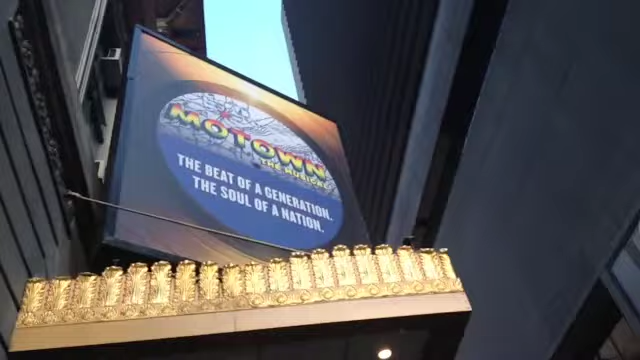 MOTOWN
THE MUSICAL
THE BEAT OF A GENERATION.
THE SOUL OF A NATION.